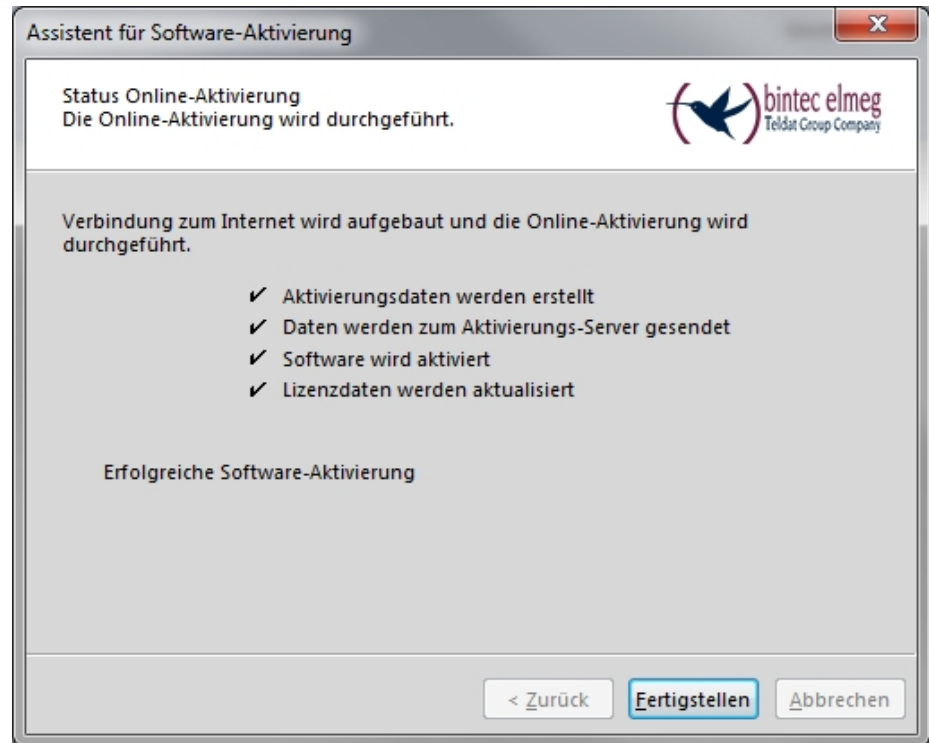 Assistent für Software-Aktivierung
Status Online-Aktivierung
Die Online-Aktivierung wird durchgeführt.
bintec elmeg
Teldat Group Company
Verbindung zum Internet wird aufgebaut und die Online-Aktivierung wird
durchgeführt.
✔ Aktivierungsdaten werden erstellt
✔ Daten werden zum Aktivierungs-Server gesendet
✔ Software wird aktiviert
✔ Lizenzdaten werden aktualisiert
Erfolgreiche Software-Aktivierung
< Zurück Fertigstellen Abbrechen